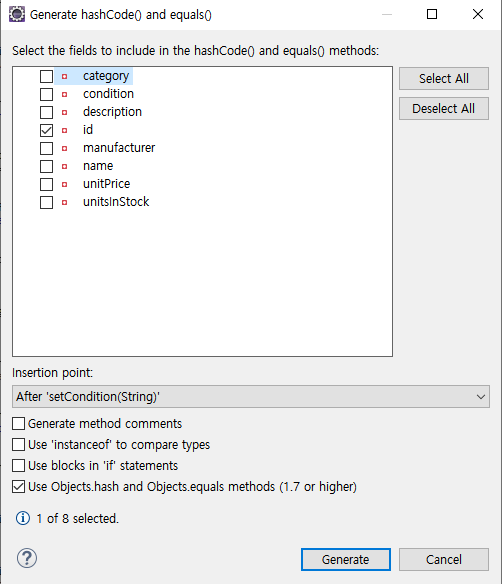 Generate hashCode() and equals()
Select the fields to include in the hashCode() and equals() methods:
category
condition
description
id
manufacturer
name
unitPrice
unitsInStock
Select All
Deselect All
Insertion point:
After 'setCondition(String)'
Generate method comments
Use 'instanceof' to compare types
Use blocks in 'if' statements
Use Objects.hash and Objects.equals methods (1.7 or higher)
1 of 8 selected.
Generate
Cancel